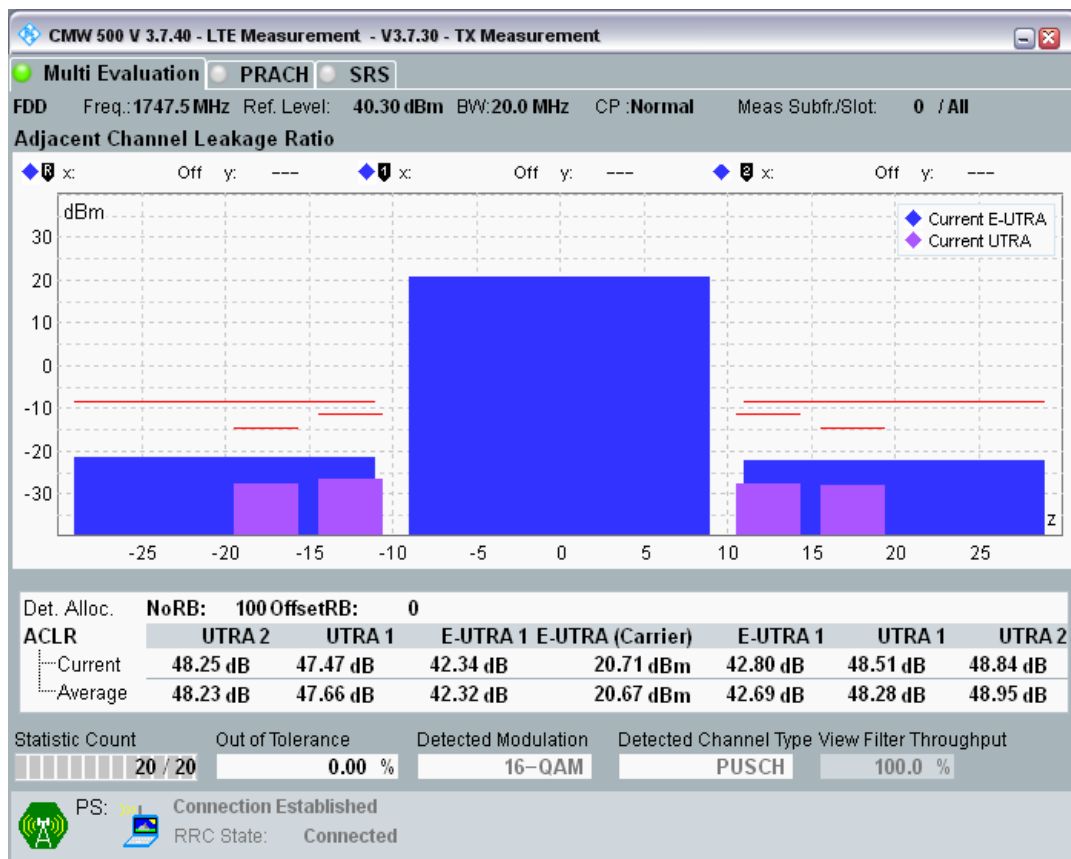 CMW 500 V 3.7.40 - LTE Measurement - V3.7.30 - TX Measurement
Multi Evaluation PRACH SRS
FDD Freq.:1747.5 MHz Ref. Level: 40.30 dBm BW:20.0 MHz CP :Normal Meas Subfr./Slot: 0 / All
Adjacent Channel Leakage Ratio
R x: Off y: --- 1 x: Off y: --- 2 x: Off y: ---
dBm
Current E-UTRA
Current UTRA
30
20
10
0
-10
-20
-30
z
-25 -20 -15 -10 -5 0 5 10 15 20 25
Det. Alloc. NoRB: 100 OffsetRB: 0
ACLR UTRA 2 UTRA 1 E-UTRA 1 E-UTRA (Carrier) E-UTRA 1 UTRA 1 UTRA 2
Current 48.25 dB 47.47 dB 42.34 dB 20.71 dBm 42.80 dB 48.51 dB 48.84 dB
Average 48.23 dB 47.66 dB 42.32 dB 20.67 dBm 42.69 dB 48.28 dB 48.95 dB
Statistic Count Out of Tolerance Detected Modulation Detected Channel Type View Filter Throughput
20 / 20 0.00 % 16-QAM PUSCH 100.0 %
PS: Connection Established
RRC State: Connected